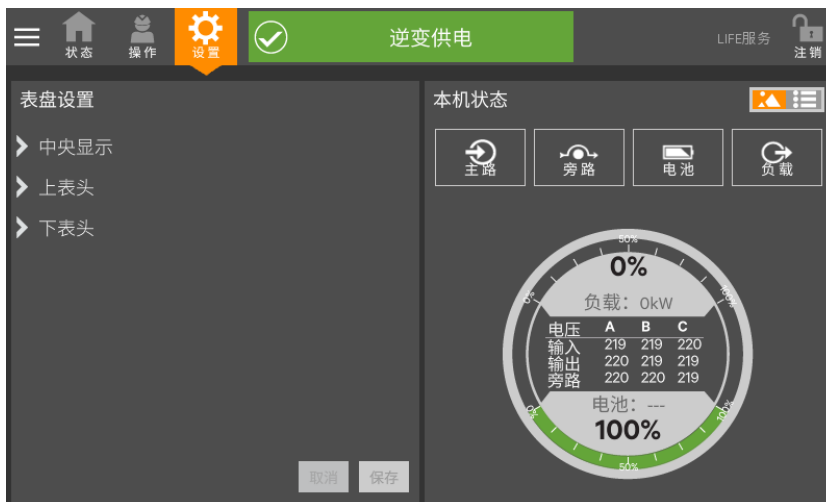 状态
操作
设置
逆变供电
LIFE服务
注销
表盘设置
中央显示
上表头
下表头
取消
保存
本机状态
主路
旁路
电池
负载
50%
0%
100%
0%
负载：0kW
电压 A B C
输入 219 219 220
输出 220 219 219
旁路 220 220 219
电池：---
100%
0%
100%
50%